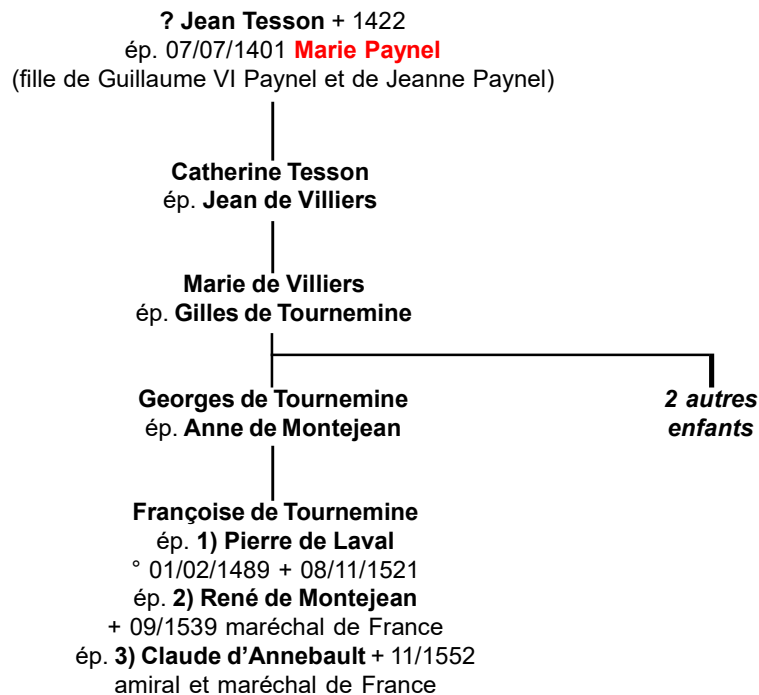 ? Jean Tesson + 1422
ép. 07/07/1401 Marie Paynel
(fille de Guillaume VI Paynel et de Jeanne Paynel)
Catherine Tesson
ép. Jean de Villiers
Marie de Villiers
ép. Gilles de Tournemine
Georges de Tournemine
ép. Anne de Montejean
2 autres
enfants
Françoise de Tournemine
ép. 1) Pierre de Laval
° 01/02/1489 + 08/11/1521
ép. 2) René de Montejean
+ 09/1539 maréchal de France
ép. 3) Claude d’Annebault + 11/1552
amiral et maréchal de France